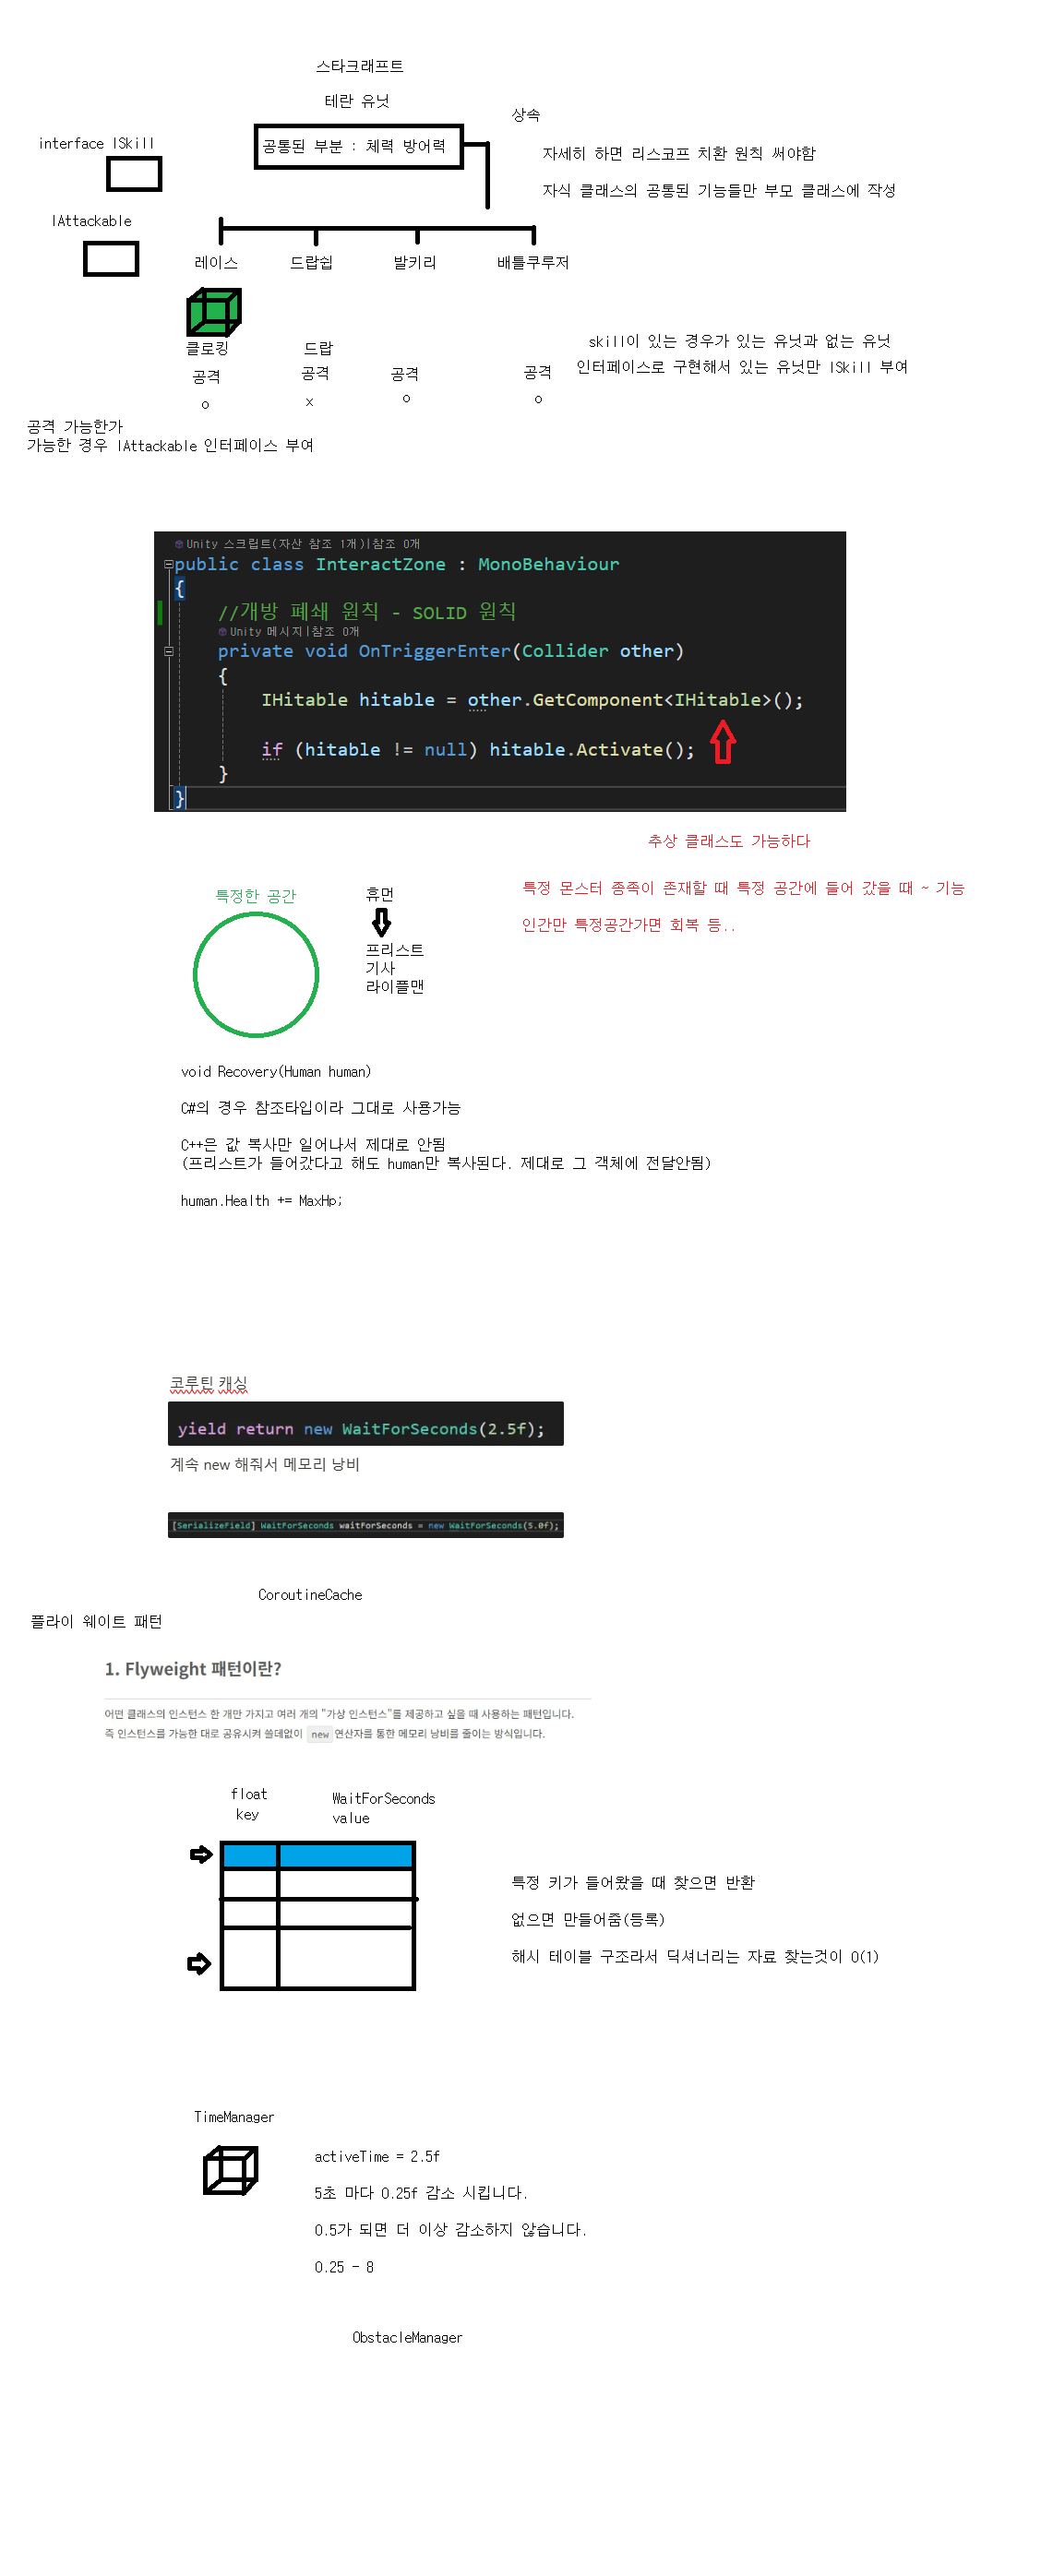 스타크래프트
테란 유닛
상속
interface ISkill
공통된 부분 : 체력 방어력
자세히 하면 리스코프 치환 원칙 써야함
자식 클래스의 공통된 기능들만 부모 클래스에 작성
IAttackable
레이스 드랍쉽 발키리 배틀쿠루저
클로킹 드랍
skill이 있는 경우가 있는 유닛과 없는 유닛
인터페이스로 구현해서 있는 유닛만 ISkill 부여
공격 공격 공격 공격
o x o o
공격 가능한가
가능한 경우 IAttackable 인터페이스 부여
Unity 스크립트(자산 참조 1개)|참조 0개
public class InteractZone : MonoBehaviour
{
//개방 폐쇄 원칙 - SOLID 원칙
Unity 메시지|참조 0개
private void OnTriggerEnter(Collider other)
{
IHitable hitable = other.GetComponent<IHitable>();
if (hitable != null) hitable.Activate();
}
}
추상 클래스도 가능하다
특정한 공간
휴먼
특정 몬스터 종족이 존재할 때 특정 공간에 들어 갔을 때 ~ 기능
인간만 특정공간가면 회복 등..
프리스트
기사
라이플맨
void Recovery(Human human)
C#의 경우 참조타입이라 그대로 사용가능
C++은 값 복사만 일어나서 제대로 안됨
(프리스트가 들어갔다고 해도 human만 복사된다. 제대로 그 객체에 전달안됨)
human.Health += MaxHp;
코루틴 캐싱
yield return new WaitForSeconds(2.5f);
계속 new 해줘서 메모리 낭비
[SerializeField] WaitForSeconds waitForSeconds = new WaitForSeconds(5.0f);
CoroutineCache
플라이 웨이트 패턴
1. Flyweight 패턴이란?
어떤 클래스의 인스턴스 한 개만 가지고 여러 개의 "가상 인스턴스"를 제공하고 싶을 때 사용하는 패턴입니다.
즉 인스턴스를 가능한 대로 공유시켜 쓸데없이 new 연산자를 통한 메모리 낭비를 줄이는 방식입니다.
float
key
WaitForSeconds
value
특정 키가 들어왔을 때 찾으면 반환
없으면 만들어줌(등록)
해시 테이블 구조라서 딕셔너리는 자료 찾는것이 O(1)
TimeManager
activeTime = 2.5f
5초 마다 0.25f 감소 시킵니다.
0.5가 되면 더 이상 감소하지 않습니다.
0.25 - 8
ObstacleManager